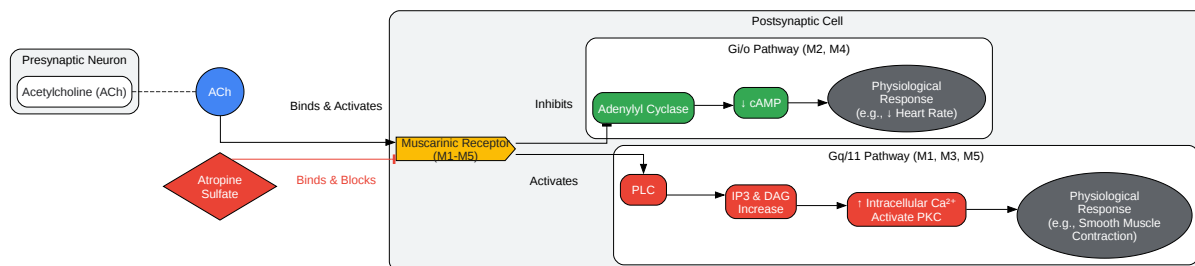 Postsynaptic Cell
Presynaptic Neuron
Acetylcholine (ACh)
ACh
Binds & Activates
Atropine
Sulfate
Binds & Blocks
Muscarinic Receptor
(M1-M5)
Inhibits
Activates
Gi/o Pathway (M2, M4)
Adenylyl Cyclase
↓ cAMP
Physiological
Response
(e.g., ↓ Heart Rate)
Gq/11 Pathway (M1, M3, M5)
PLC
IP3 & DAG
Increase
↑ Intracellular Ca²⁺
Activate PKC
Physiological
Response
(e.g., Smooth Muscle
Contraction)